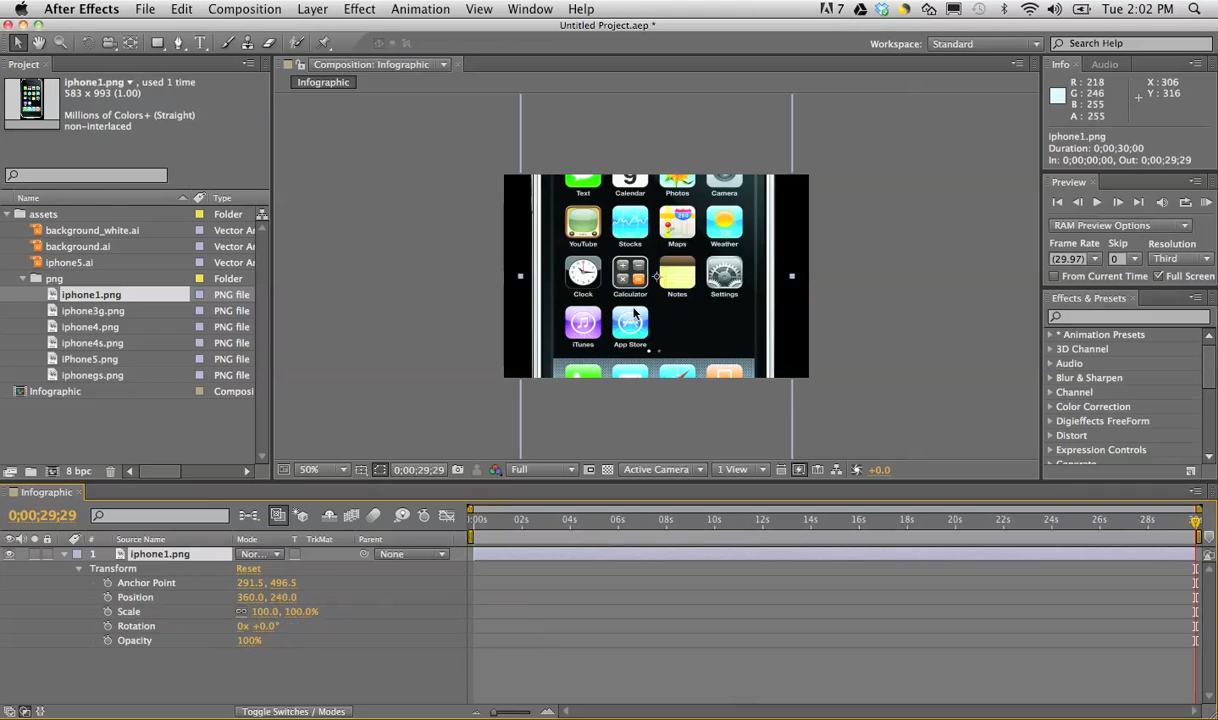 After Effects File Edit Composition Layer Effect Animation View Window Help 7 Tue 2:02 PM
Untitled Project.aep *
Workspace: Standard Search Help
Project
iphone1.png , used 1 time
583 x 993 (1.00)
Millions of Colors+ (Straight)
non-interlaced
Name Type
assets Folder
background_white.ai Vector Ar
background.ai Vector Ar
iphone5.ai Vector Ar
png Folder
iphone1.png PNG file
iphone3g.png PNG file
iphone4.png PNG file
iphone4s.png PNG file
iPhone5.png PNG file
iphonegs.png PNG file
Infographic Composi
8 bpc
Composition: Infographic
Infographic
Text Calendar Photos Camera
YouTube Stocks Maps Weather
Clock Calculator Notes Settings
iTunes App Store
50% 0;00;29;29 Full Active Camera 1 View +0.0
Info Audio
R : 218 X : 306
G : 246 Y : 316
B : 255
A : 255
iphone1.png
Duration: 0;00;30;00
In: 0;00;00;00, Out: 0;00;29;29
Preview
RAM Preview Options
Frame Rate Skip Resolution
(29.97) 0 Third
From Current Time Full Screen
Effects & Presets
* Animation Presets
3D Channel
Audio
Blur & Sharpen
Channel
Color Correction
Digieffects FreeForm
Distort
Expression Controls
Infographic
0;00;29;29
:00s 02s 04s 06s 08s 10s 12s 14s 16s 18s 20s 22s 24s 26s 28s
# Source Name Mode T TrkMat Parent
1 iphone1.png Nor... None
Transform Reset
Anchor Point 291.5, 496.5
Position 360.0, 240.0
Scale 100.0, 100.0%
Rotation 0x +0.0°
Opacity 100%
Toggle Switches / Modes